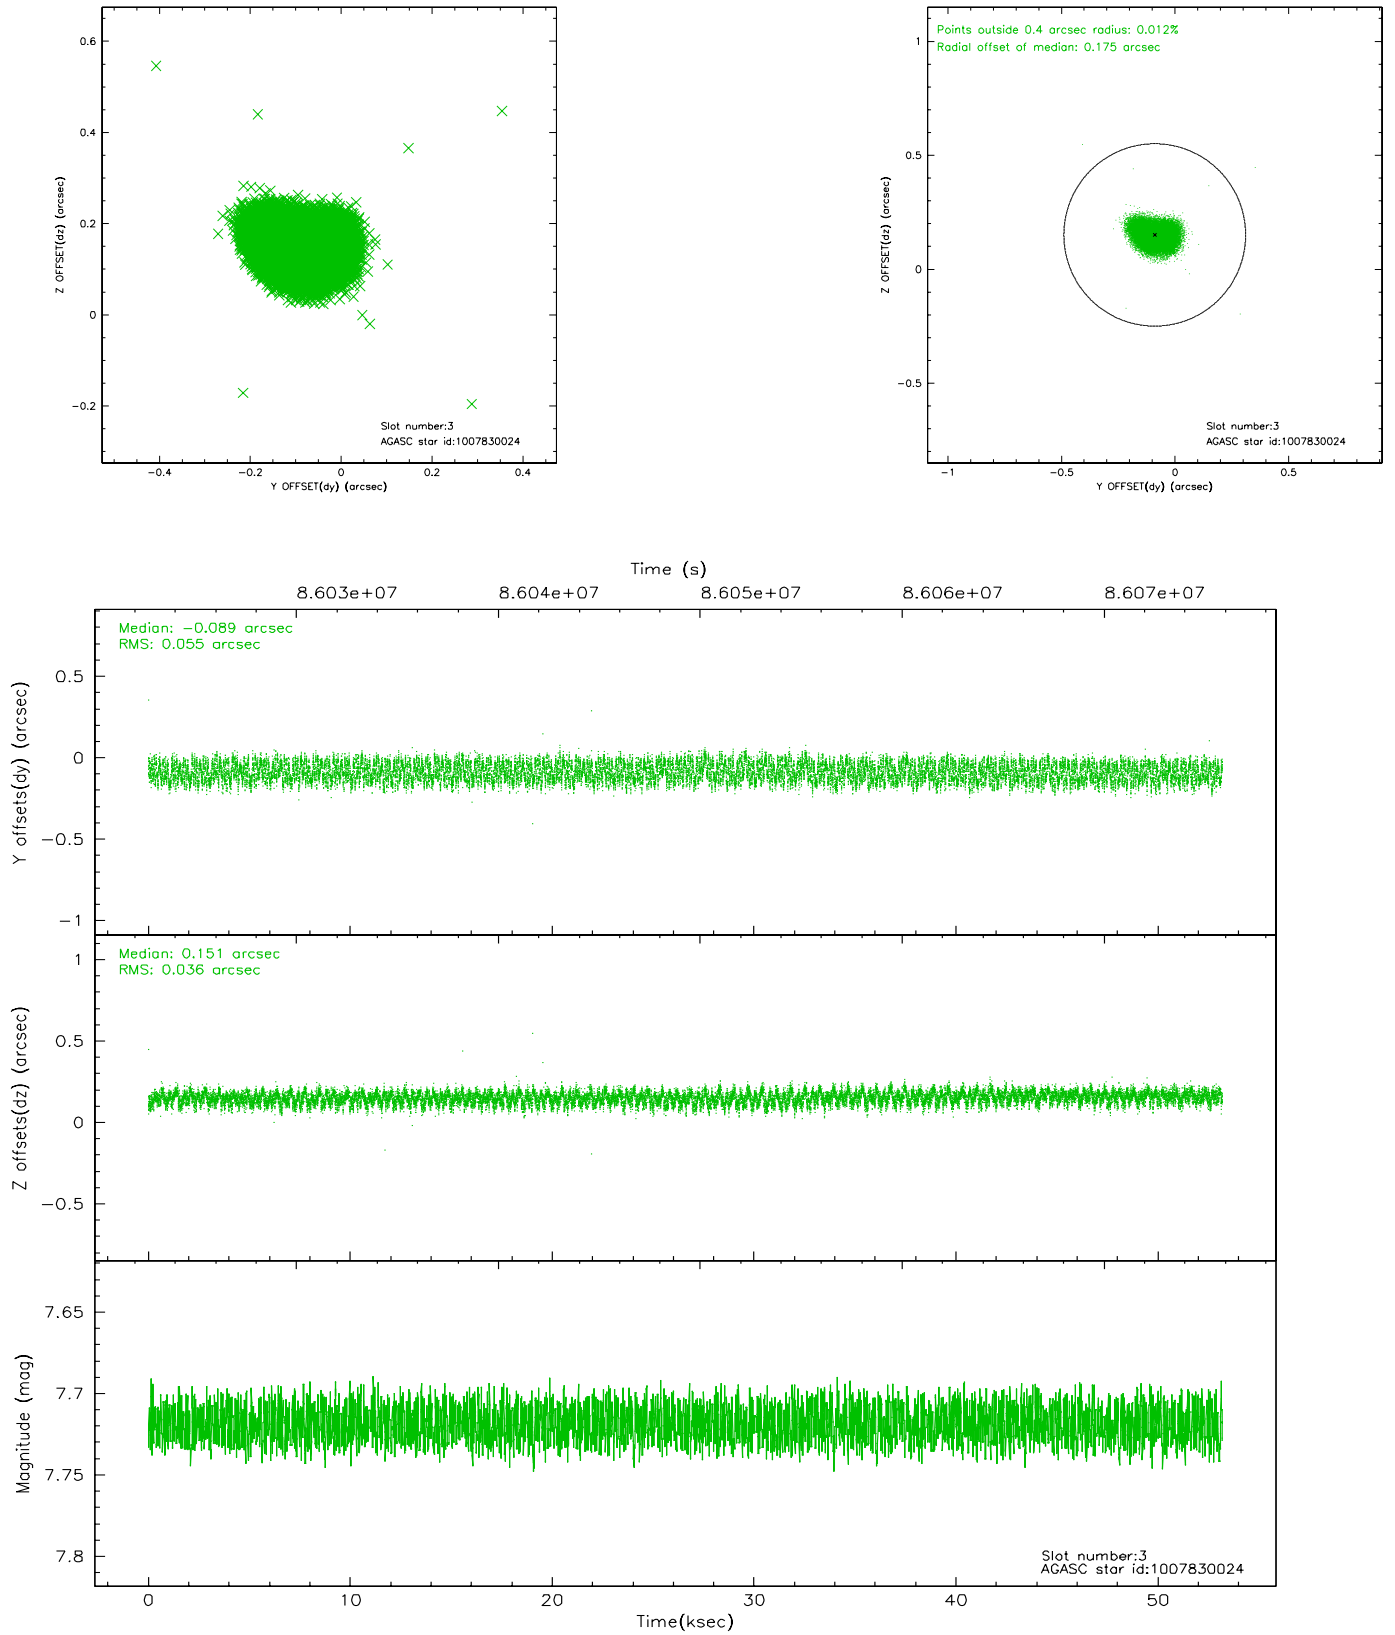 0.6
0.4
0.2
0
−0.2
Z OFFSET(dz) (arcsec)
Slot number:3
AGASC star id:1007830024
−0.4
−0.2
0
0.2
0.4
Y OFFSET(dy) (arcsec)
Points outside 0.4 arcsec radius: 0.012%
Radial offset of median: 0.175 arcsec
1
0.5
0
−0.5
Z OFFSET(dz) (arcsec)
Slot number:3
AGASC star id:1007830024
−1
−0.5
0
0.5
Y OFFSET(dy) (arcsec)
Time (s)
8.603e+07
8.604e+07
8.605e+07
8.606e+07
8.607e+07
Median: −0.089 arcsec
RMS: 0.055 arcsec
0.5
0
−0.5
−1
Y offsets(dy) (arcsec)
Median: 0.151 arcsec
RMS: 0.036 arcsec
1
0.5
0
−0.5
Z offsets(dz) (arcsec)
7.65
7.7
7.75
7.8
Magnitude (mag)
Slot number:3
AGASC star id:1007830024
0
10
20
30
40
50
Time(ksec)